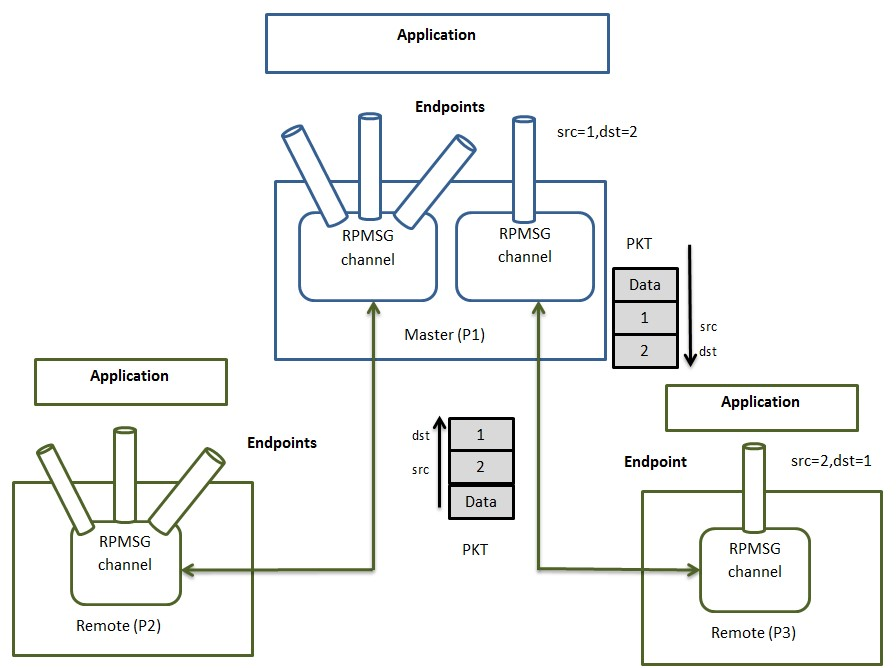 Application
Endpoints
src=1,dst=2
RPMSG
channel
RPMSG
channel
Master (P1)
PKT
Data
1
2
src
dst
Application
Endpoints
RPMSG
channel
Remote (P2)
dst
src
1
2
Data
PKT
Application
Endpoint
src=2,dst=1
RPMSG
channel
Remote (P3)